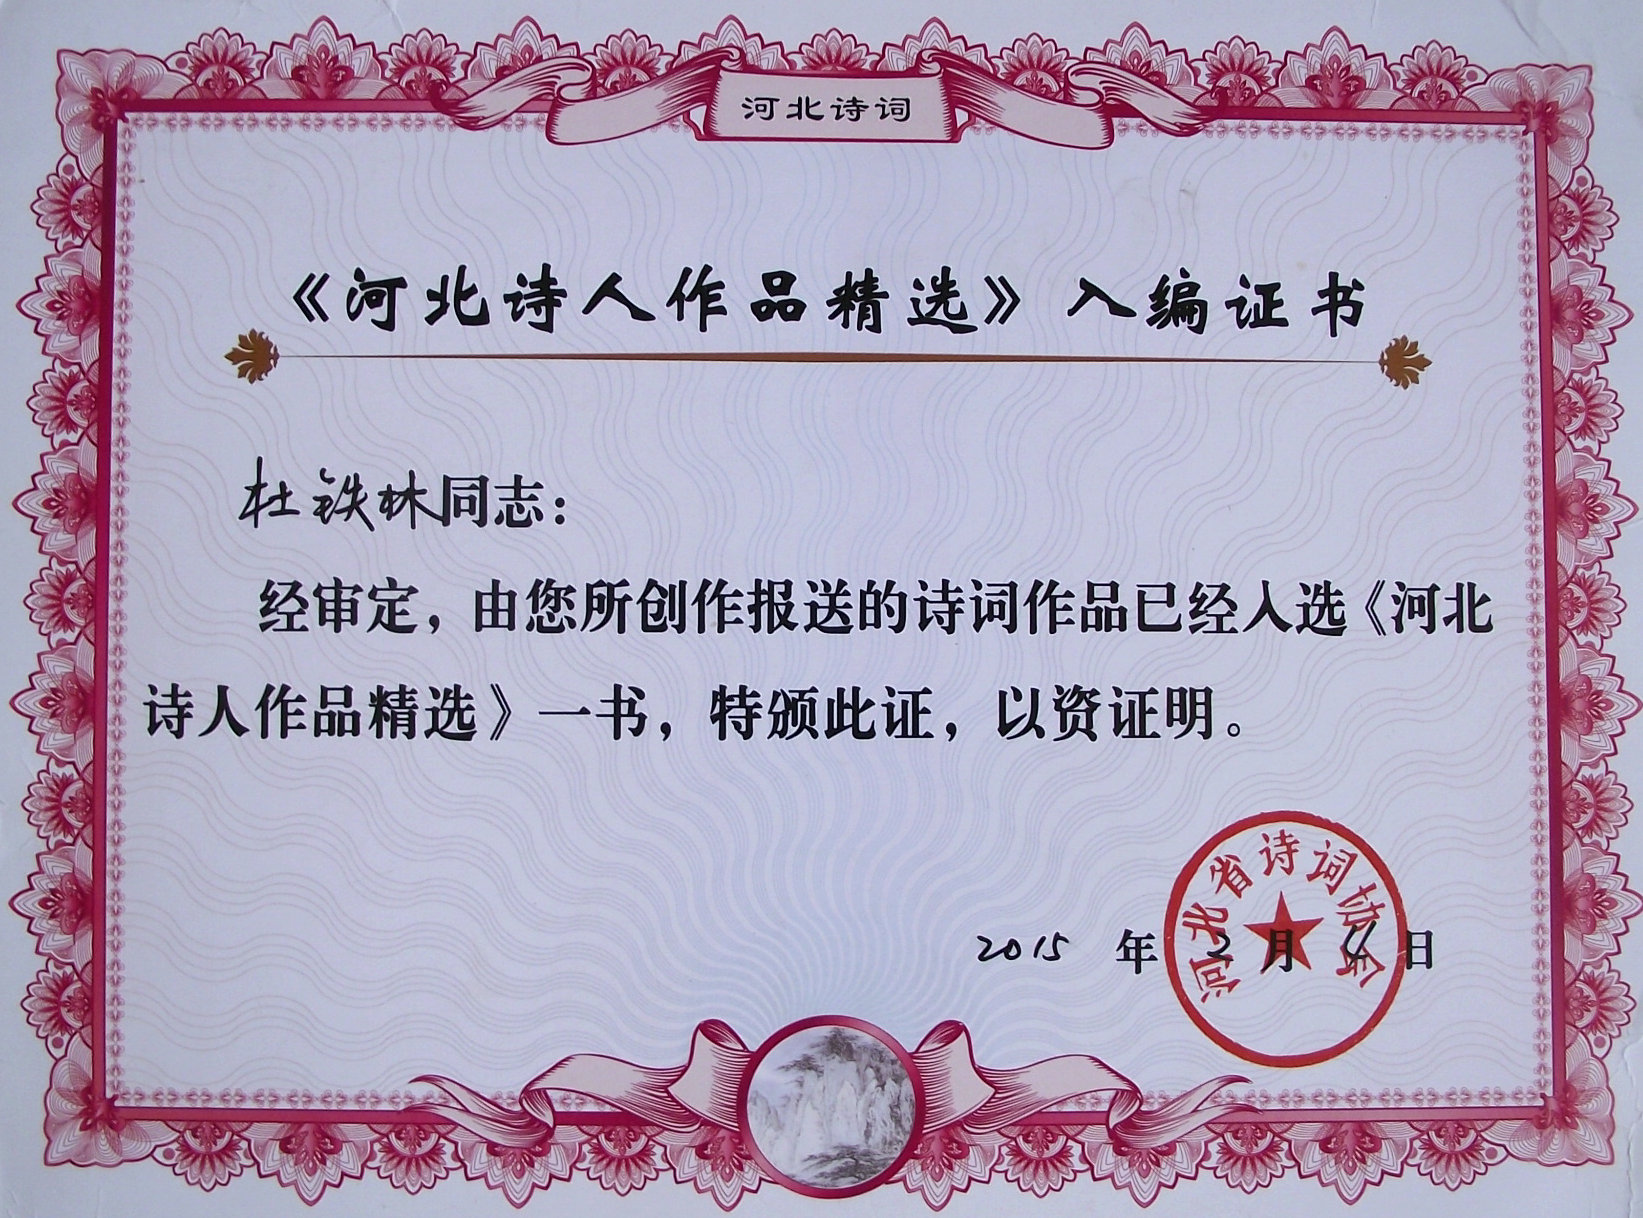 河北诗词
《河北诗人作品精选》入编证书
杜铁林同志：
经审定，由您所创作报送的诗词作品已经入选《河北
诗人作品精选》一书，特颁此证，以资证明。
河北省诗词协会
2015 年 2 月 4 日